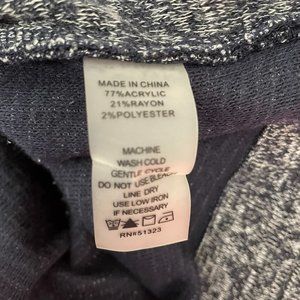 MADE IN CHINA
77%ACRYLIC
21%RAYON
2%POLYESTER
MACHINE
WASH COLD
GENTLE CYCLE
DO NOT USE BLEACH
LINE DRY
USE LOW IRON
IF NECESSARY
RN#51323